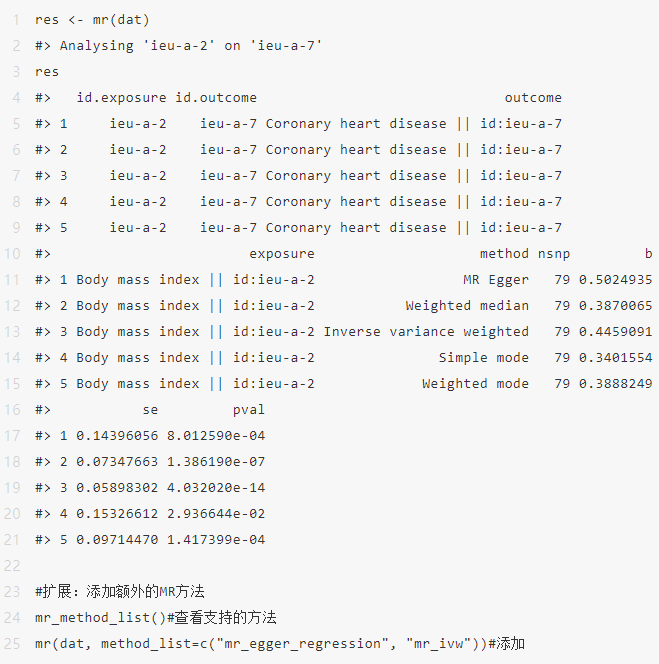 1 res <- mr(dat)
2 #> Analysing 'ieu-a-2' on 'ieu-a-7'
3 res
4 #>   id.exposure id.outcome                              outcome
5 #> 1     ieu-a-2    ieu-a-7 Coronary heart disease || id:ieu-a-7
6 #> 2     ieu-a-2    ieu-a-7 Coronary heart disease || id:ieu-a-7
7 #> 3     ieu-a-2    ieu-a-7 Coronary heart disease || id:ieu-a-7
8 #> 4     ieu-a-2    ieu-a-7 Coronary heart disease || id:ieu-a-7
9 #> 5     ieu-a-2    ieu-a-7 Coronary heart disease || id:ieu-a-7
10 #>                        exposure                    method nsnp         b
11 #> 1 Body mass index || id:ieu-a-2                  MR Egger   79 0.5024935
12 #> 2 Body mass index || id:ieu-a-2           Weighted median   79 0.3870065
13 #> 3 Body mass index || id:ieu-a-2 Inverse variance weighted   79 0.4459091
14 #> 4 Body mass index || id:ieu-a-2               Simple mode   79 0.3401554
15 #> 5 Body mass index || id:ieu-a-2             Weighted mode   79 0.3888249
16 #>           se         pval
17 #> 1 0.14396056 8.012590e-04
18 #> 2 0.07347663 1.386190e-07
19 #> 3 0.05898302 4.032020e-14
20 #> 4 0.15326612 2.936644e-02
21 #> 5 0.09714470 1.417399e-04
22
23 #扩展：添加额外的MR方法
24 mr_method_list()#查看支持的方法
25 mr(dat, method_list=c("mr_egger_regression", "mr_ivw"))#添加